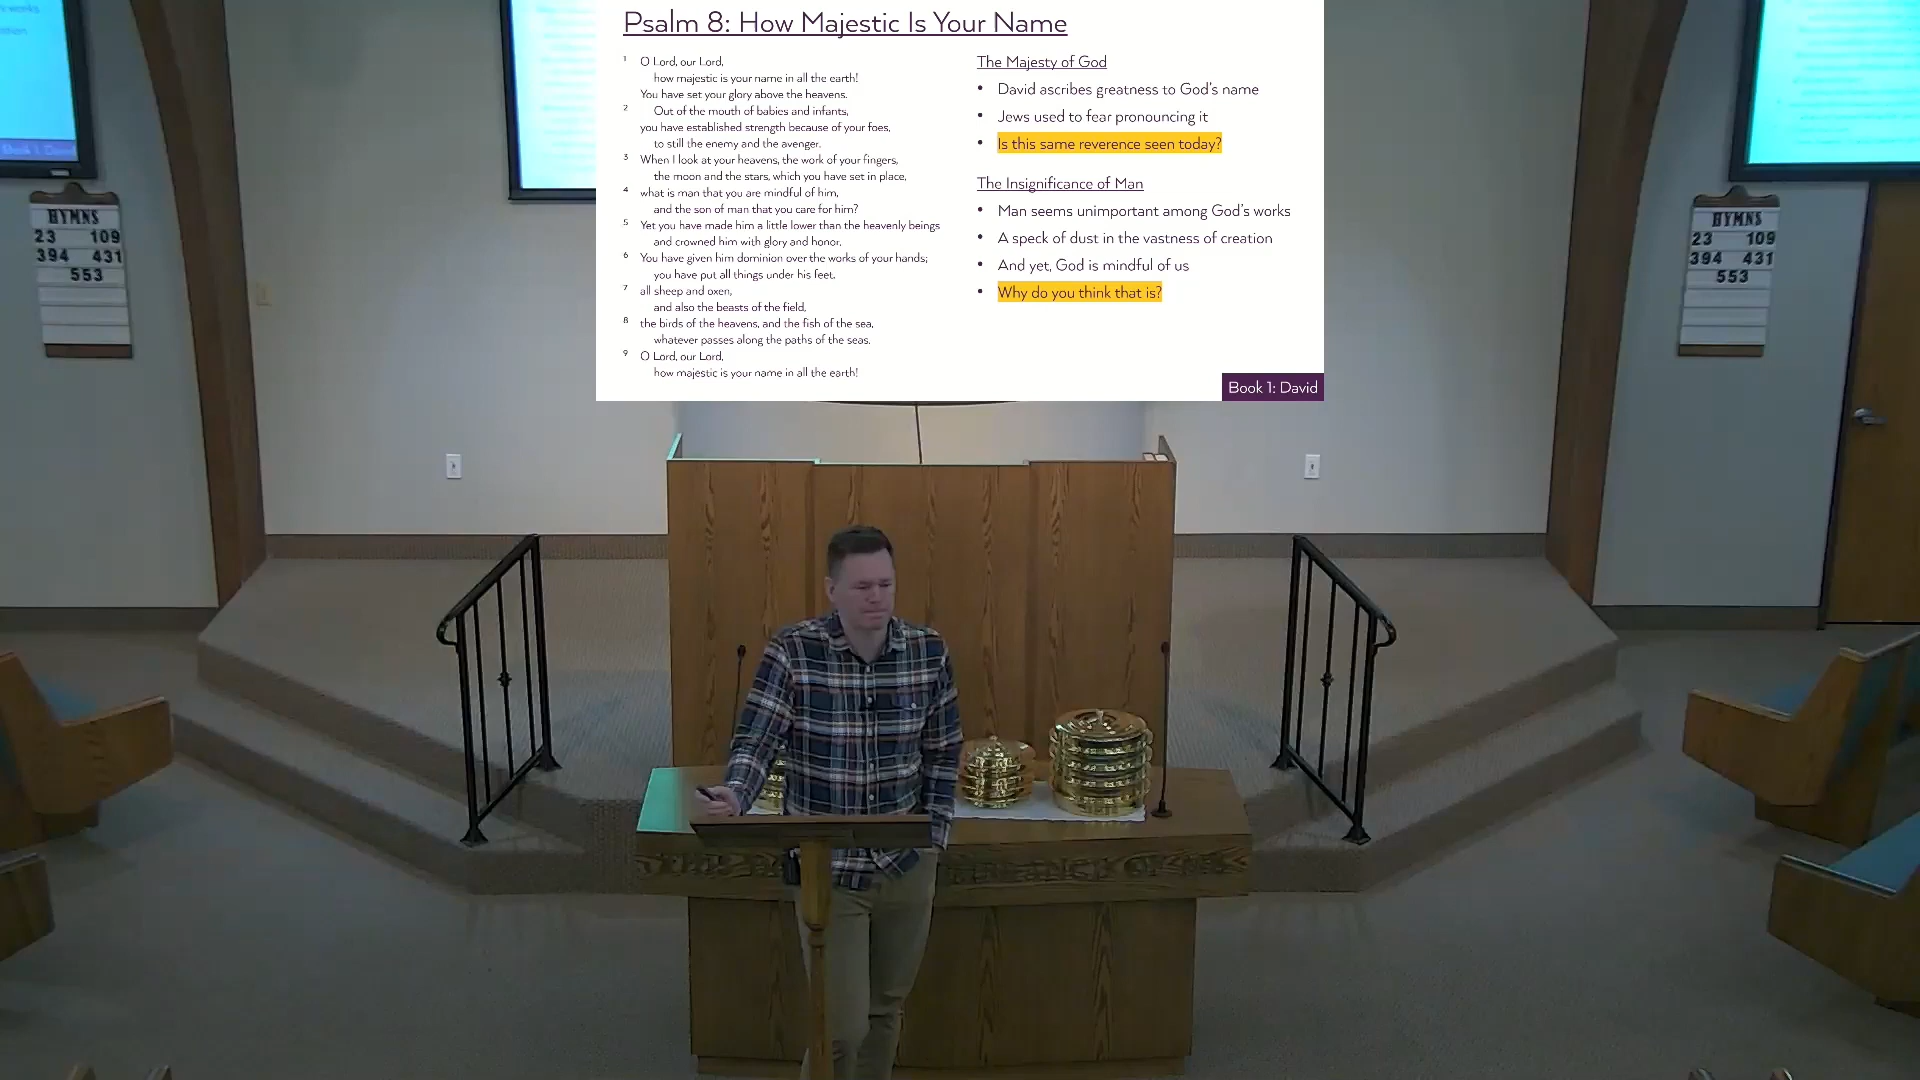 Psalm 8: How Majestic Is Your Name
1 O Lord, our Lord,
how majestic is your name in all the earth!
You have set your glory above the heavens.
2 Out of the mouth of babies and infants,
you have established strength because of your foes,
to still the enemy and the avenger.
3 When I look at your heavens, the work of your fingers,
the moon and the stars, which you have set in place,
4 what is man that you are mindful of him,
and the son of man that you care for him?
5 Yet you have made him a little lower than the heavenly beings
and crowned him with glory and honor.
6 You have given him dominion over the works of your hands;
you have put all things under his feet,
7 all sheep and oxen,
and also the beasts of the field,
8 the birds of the heavens, and the fish of the sea,
whatever passes along the paths of the seas.
9 O Lord, our Lord,
how majestic is your name in all the earth!
The Majesty of God
• David ascribes greatness to God's name
• Jews used to fear pronouncing it
• Is this same reverence seen today?
The Insignificance of Man
• Man seems unimportant among God's works
• A speck of dust in the vastness of creation
• And yet, God is mindful of us
• Why do you think that is?
Book 1: David
Book 1: David
HYMNS
23 109
394 431
553
HYMNS
23 109
394 431
553